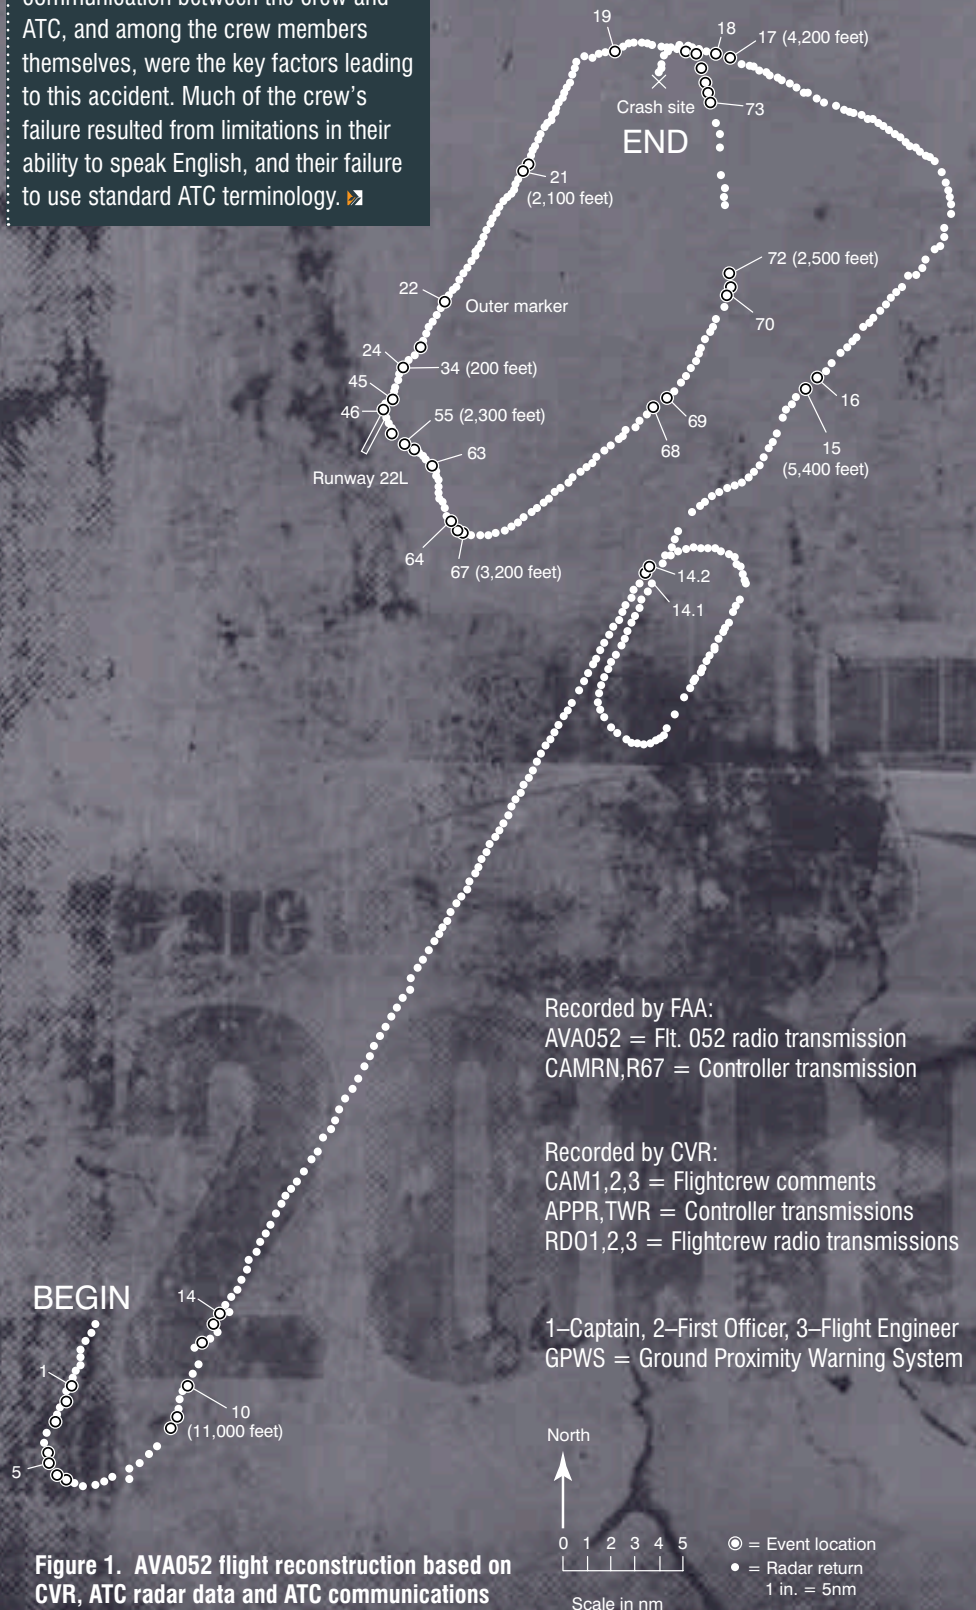 communication between the crew and
ATC, and among the crew members
themselves, were the key factors leading
to this accident. Much of the crew's
failure resulted from limitations in their
ability to speak English, and their failure
to use standard ATC terminology.
19
18
17 (4,200 feet)
Crash site
73
END
21
(2,100 feet)
72 (2,500 feet)
22
Outer marker
70
24
34 (200 feet)
45
16
46
55 (2,300 feet)
69
63
68
15
(5,400 feet)
Runway 22L
64
67 (3,200 feet)
14.2
14.1
care
Recorded by FAA:
AVA052 = Flt. 052 radio transmission
CAMRN,R67 = Controller transmission
Recorded by CVR:
CAM1,2,3 = Flightcrew comments
APPR,TWR = Controller transmissions
RDO1,2,3 = Flightcrew radio transmissions
BEGIN
14
1–Captain, 2–First Officer, 3–Flight Engineer
GPWS = Ground Proximity Warning System
1
10
(11,000 feet)
5
North
0 1 2 3 4 5
Scale in nm
= Event location
= Radar return
1 in. = 5nm
Figure 1. AVA052 flight reconstruction based on
CVR, ATC radar data and ATC communications